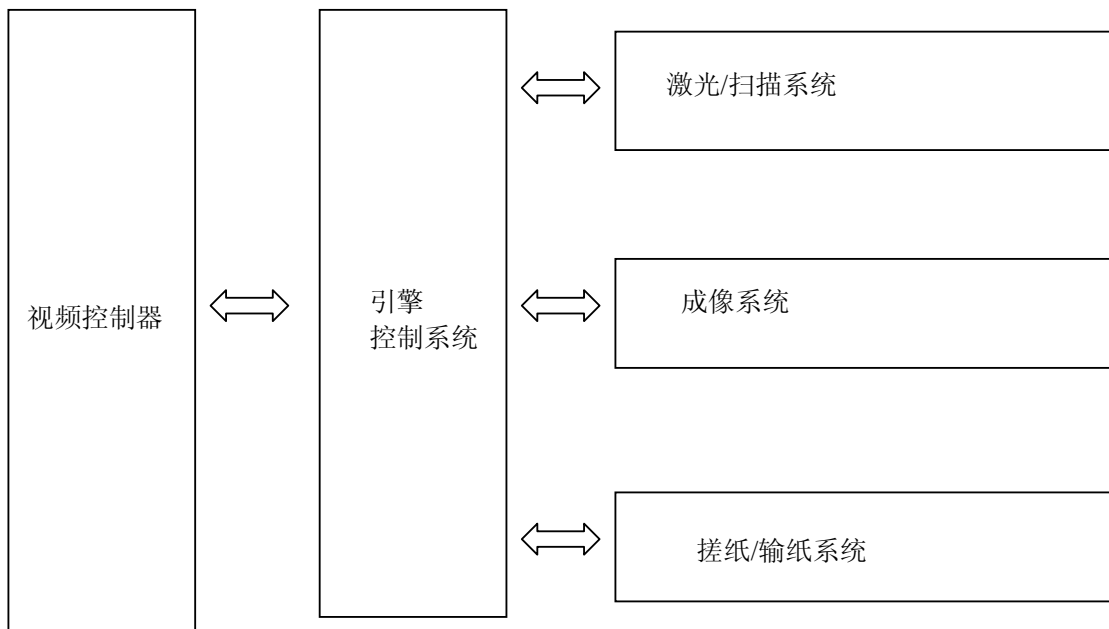 激光/扫描系统
视频控制器
引擎
控制系统
成像系统
搓纸/输纸系统